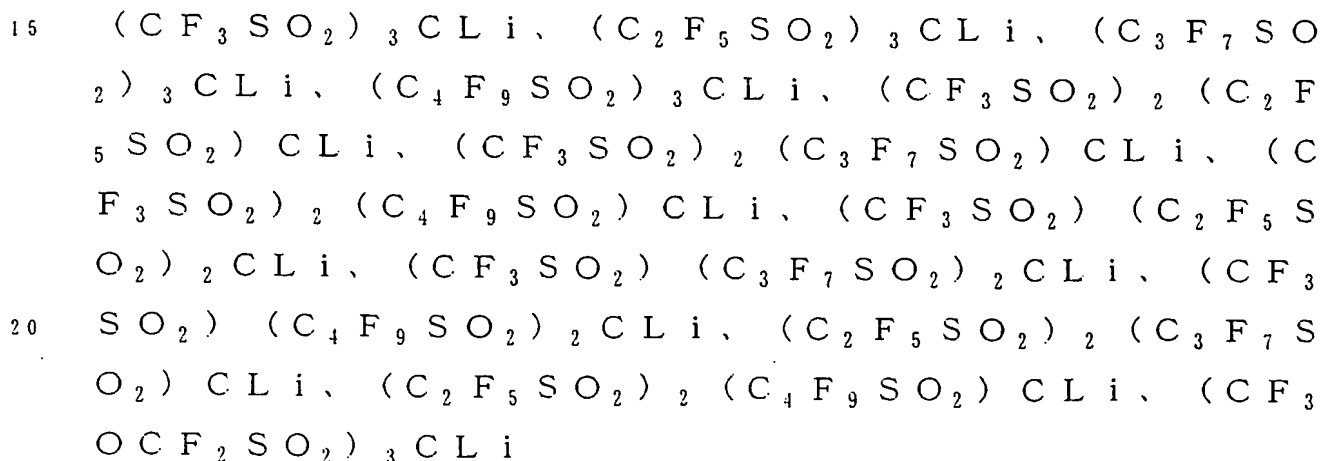 15 （CF₃SO₂）₃CLi、（C₂F₅SO₂）₃CLi、（C₃F₇SO
₂）₃CLi、（C₄F₉SO₂）₃CLi、（CF₃SO₂）₂（C₂F
₅SO₂）CLi、（CF₃SO₂）₂（C₃F₇SO₂）CLi、（C
F₃SO₂）₂（C₄F₉SO₂）CLi、（CF₃SO₂）（C₂F₅S
O₂）₂CLi、（CF₃SO₂）（C₃F₇SO₂）₂CLi、（CF₃
20 SO₂）（C₄F₉SO₂）₂CLi、（C₂F₅SO₂）₂（C₃F₇S
O₂）CLi、（C₂F₅SO₂）₂（C₄F₉SO₂）CLi、（CF₃
OCF₂SO₂）₃CLi